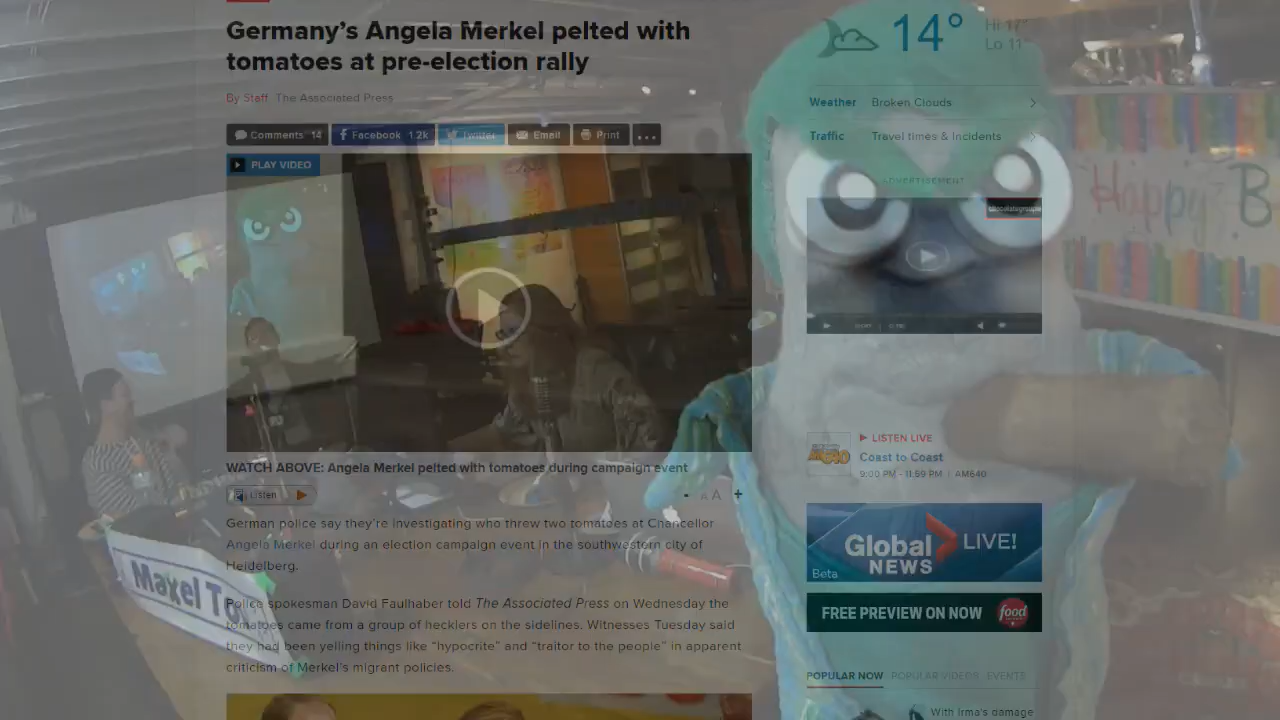 Germany's Angela Merkel pelted with
tomatoes at pre-election rally
By Staff The Associated Press
Comments 14
Facebook 1.2k
Twitter
Email
Print
...
PLAY VIDEO
WATCH ABOVE: Angela Merkel pelted with tomatoes during campaign event
Listen
- A A +
German police say they're investigating who threw two tomatoes at Chancellor
Angela Merkel during an election campaign event in the southwestern city of
Heidelberg.
Police spokesman David Faulhaber told The Associated Press on Wednesday the
tomatoes came from a group of hecklers on the sidelines. Witnesses Tuesday said
they had been yelling things like "hypocrite" and "traitor to the people" in apparent
criticism of Merkel's migrant policies.
Maxel T
14°
Hi 17°
Lo 11°
Weather Broken Clouds
Traffic Travel times & Incidents
ADVERTISEMENT
Happy B
LISTEN LIVE
AM640
Coast to Coast
9:00 PM - 11:59 PM | AM640
Global
NEWS
LIVE!
Beta
FREE PREVIEW ON NOW food
POPULAR NOW POPULAR VIDEOS EVENTS
With Irma's damage